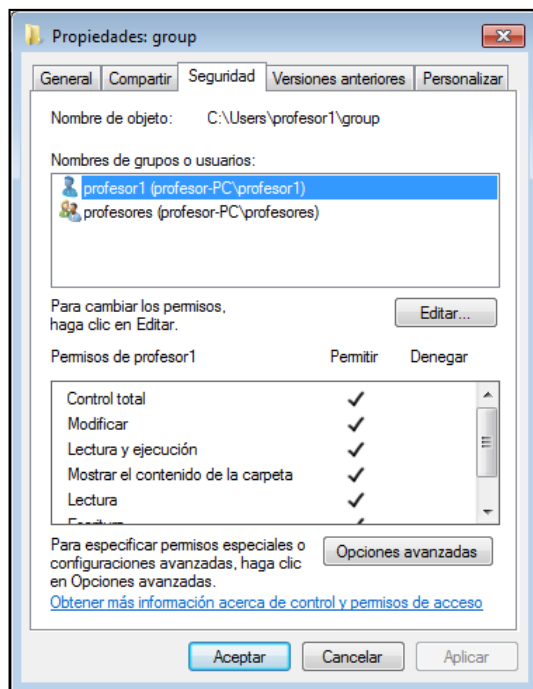 Propiedades: group
General Compartir Seguridad Versiones anteriores Personalizar
Nombre de objeto: C:\Users\profesor1\group
Nombres de grupos o usuarios:
profesor1 (profesor-PC\profesor1)
profesores (profesor-PC\profesores)
Para cambiar los permisos,
haga clic en Editar.
Editar...
Permisos de profesor1 Permitir Denegar
Control total
Modificar
Lectura y ejecución
Mostrar el contenido de la carpeta
Lectura
Escritura
Para especificar permisos especiales o
configuraciones avanzadas, haga clic
en Opciones avanzadas.
Opciones avanzadas
Obtener más información acerca de control y permisos de acceso
Aceptar Cancelar Aplicar